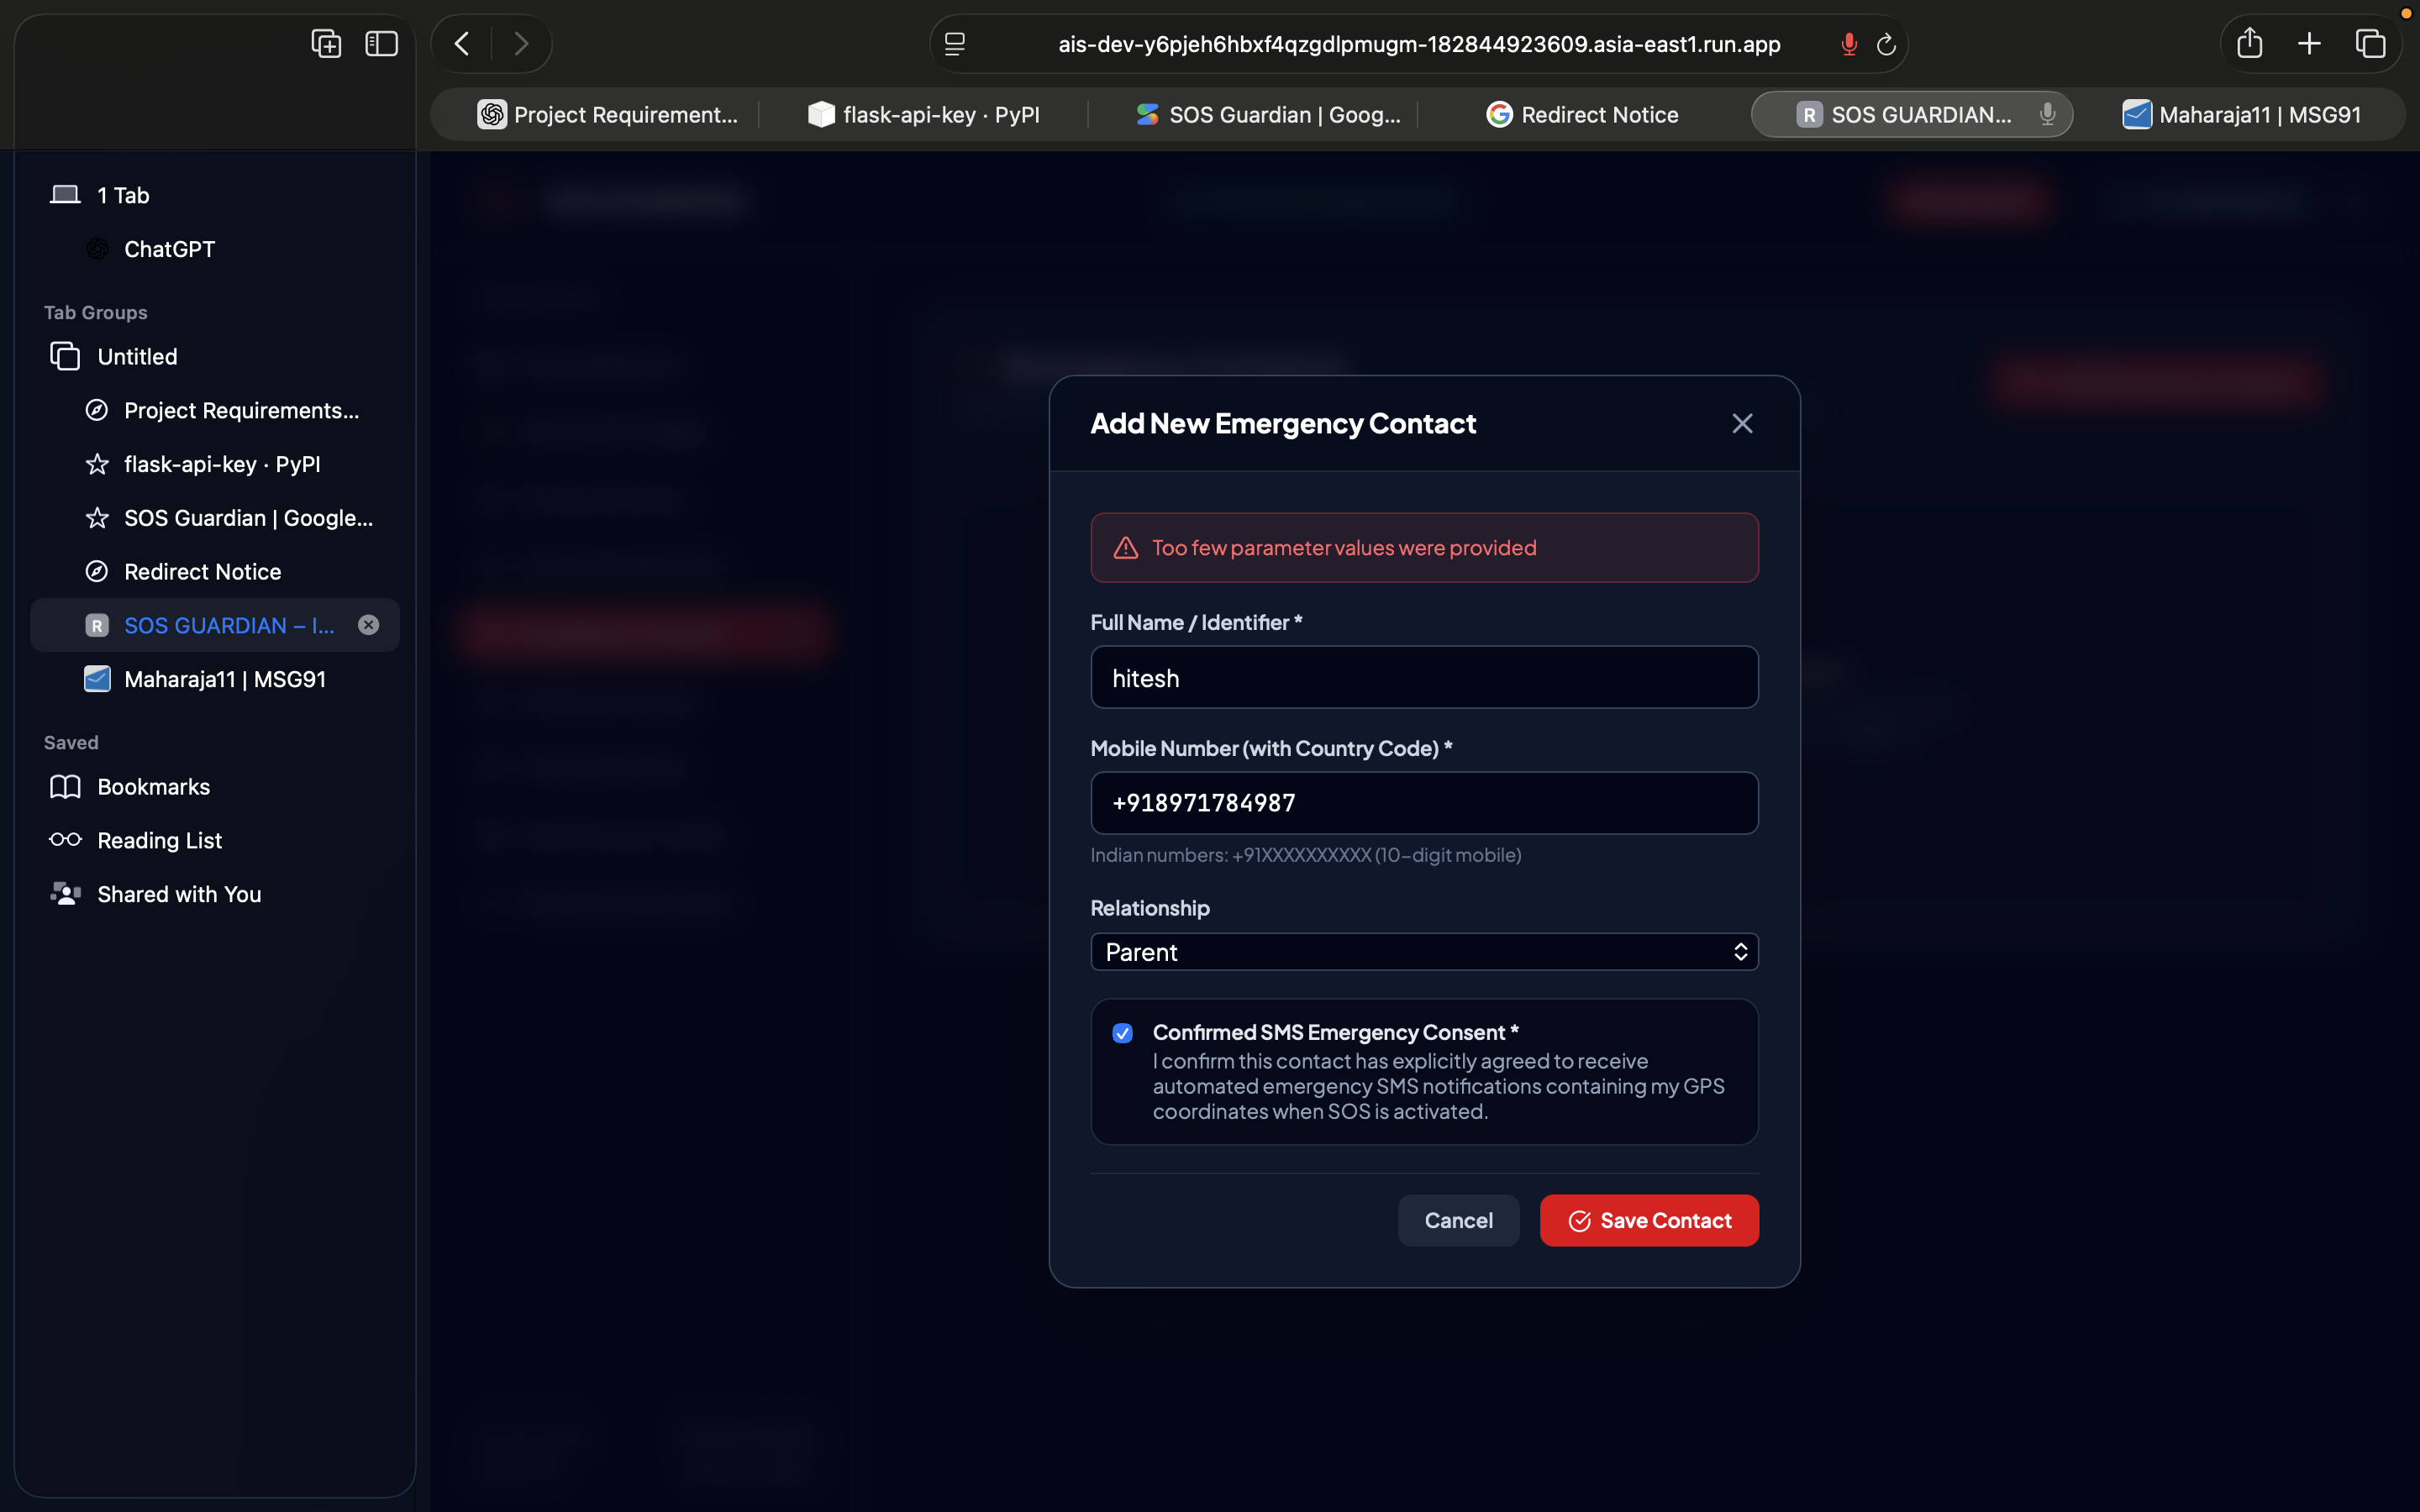 ais-dev-y6pjeh6hbxf4qzgdlpmugm-182844923609.asia-east1.run.app
Project Requirement...
flask-api-key · PyPI
SOS Guardian | Goog...
Redirect Notice
R SOS GUARDIAN...
Maharaja11 | MSG91
1 Tab
ChatGPT
Tab Groups
Untitled
Project Requirements...
flask-api-key · PyPI
SOS Guardian | Google...
Redirect Notice
R SOS GUARDIAN – I...
Maharaja11 | MSG91
Saved
Bookmarks
Reading List
Shared with You
Add New Emergency Contact
Too few parameter values were provided
Full Name / Identifier *
hitesh
Mobile Number (with Country Code) *
+918971784987
Indian numbers: +91XXXXXXXXXX (10-digit mobile)
Relationship
Parent
Confirmed SMS Emergency Consent *
I confirm this contact has explicitly agreed to receive
automated emergency SMS notifications containing my GPS
coordinates when SOS is activated.
Cancel
Save Contact